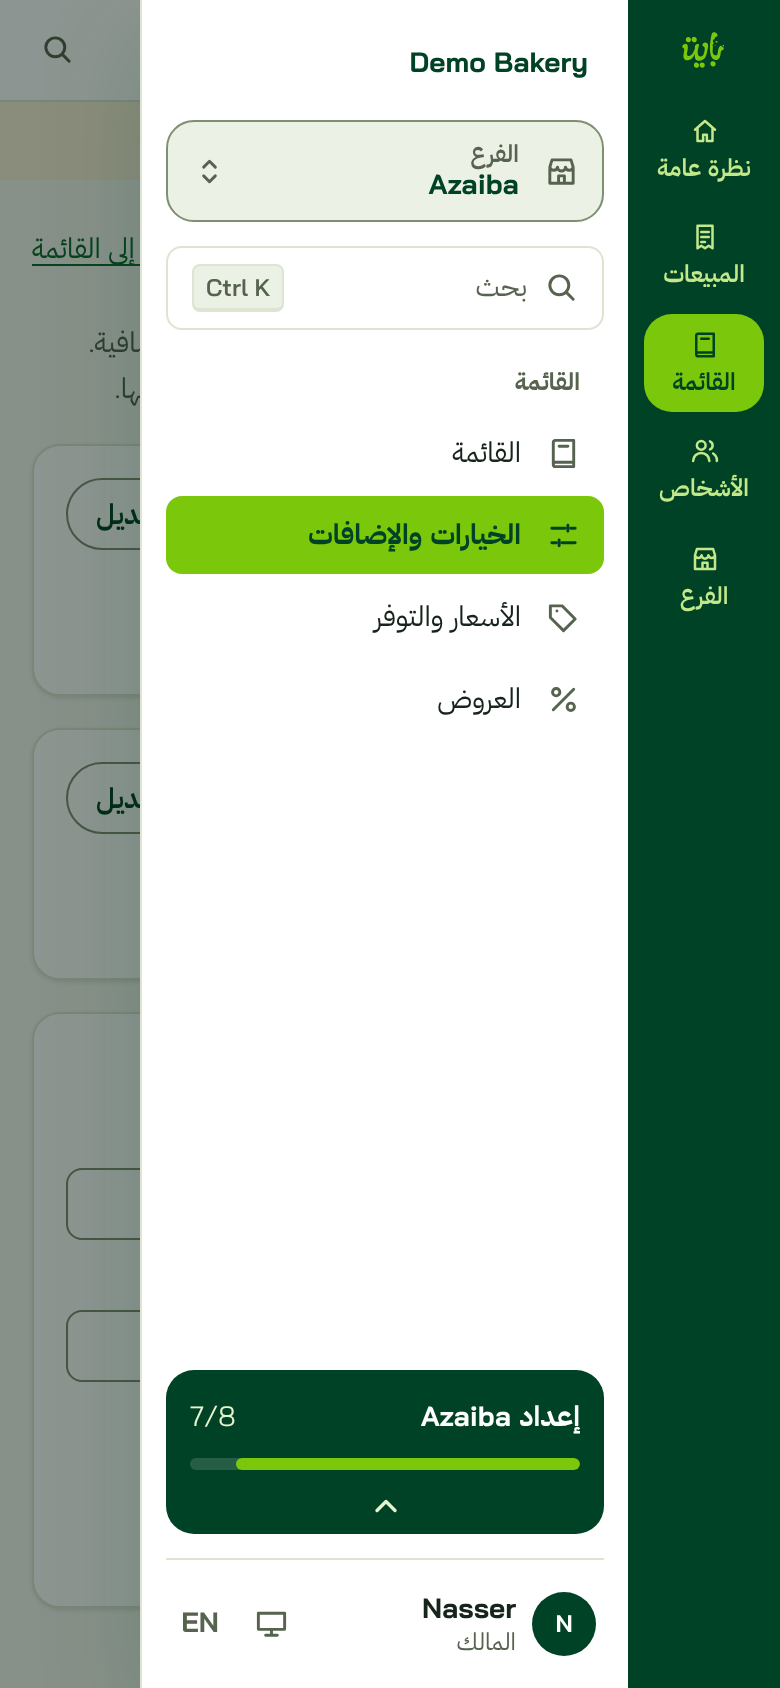 بايت
نظرة عامة
المبيعات
القائمة
الأشخاص
الفرع
Demo Bakery
الفرع
Azaiba
بحث
Ctrl K
القائمة
القائمة
الخيارات والإضافات
الأسعار والتوفر
العروض
إعداد Azaiba
7/8
N
Nasser
المالك
EN
إلى القائمة